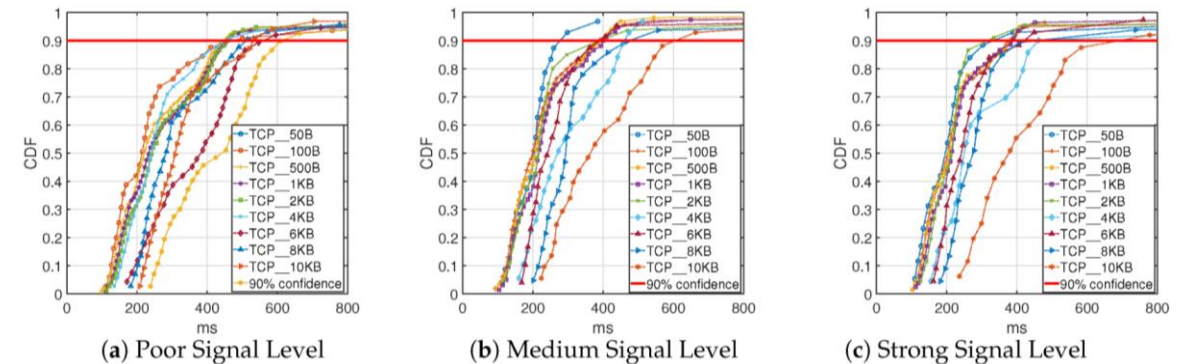 1
0.9
0.8
0.7
0.6
0.5
0.4
0.3
0.2
0.1
0
CDF
0 200 400 600 800
ms
TCP__50B
TCP__100B
TCP__500B
TCP__1KB
TCP__2KB
TCP__4KB
TCP__6KB
TCP__8KB
TCP__10KB
90% confidence
(a) Poor Signal Level
1
0.9
0.8
0.7
0.6
0.5
0.4
0.3
0.2
0.1
0
CDF
0 200 400 600 800
ms
TCP__50B
TCP__100B
TCP__500B
TCP__1KB
TCP__2KB
TCP__4KB
TCP__6KB
TCP__8KB
TCP__10KB
90% confidence
(b) Medium Signal Level
1
0.9
0.8
0.7
0.6
0.5
0.4
0.3
0.2
0.1
0
CDF
0 200 400 600 800
ms
TCP__50B
TCP__100B
TCP__500B
TCP__1KB
TCP__2KB
TCP__4KB
TCP__6KB
TCP__8KB
TCP__10KB
90% confidence
(c) Strong Signal Level